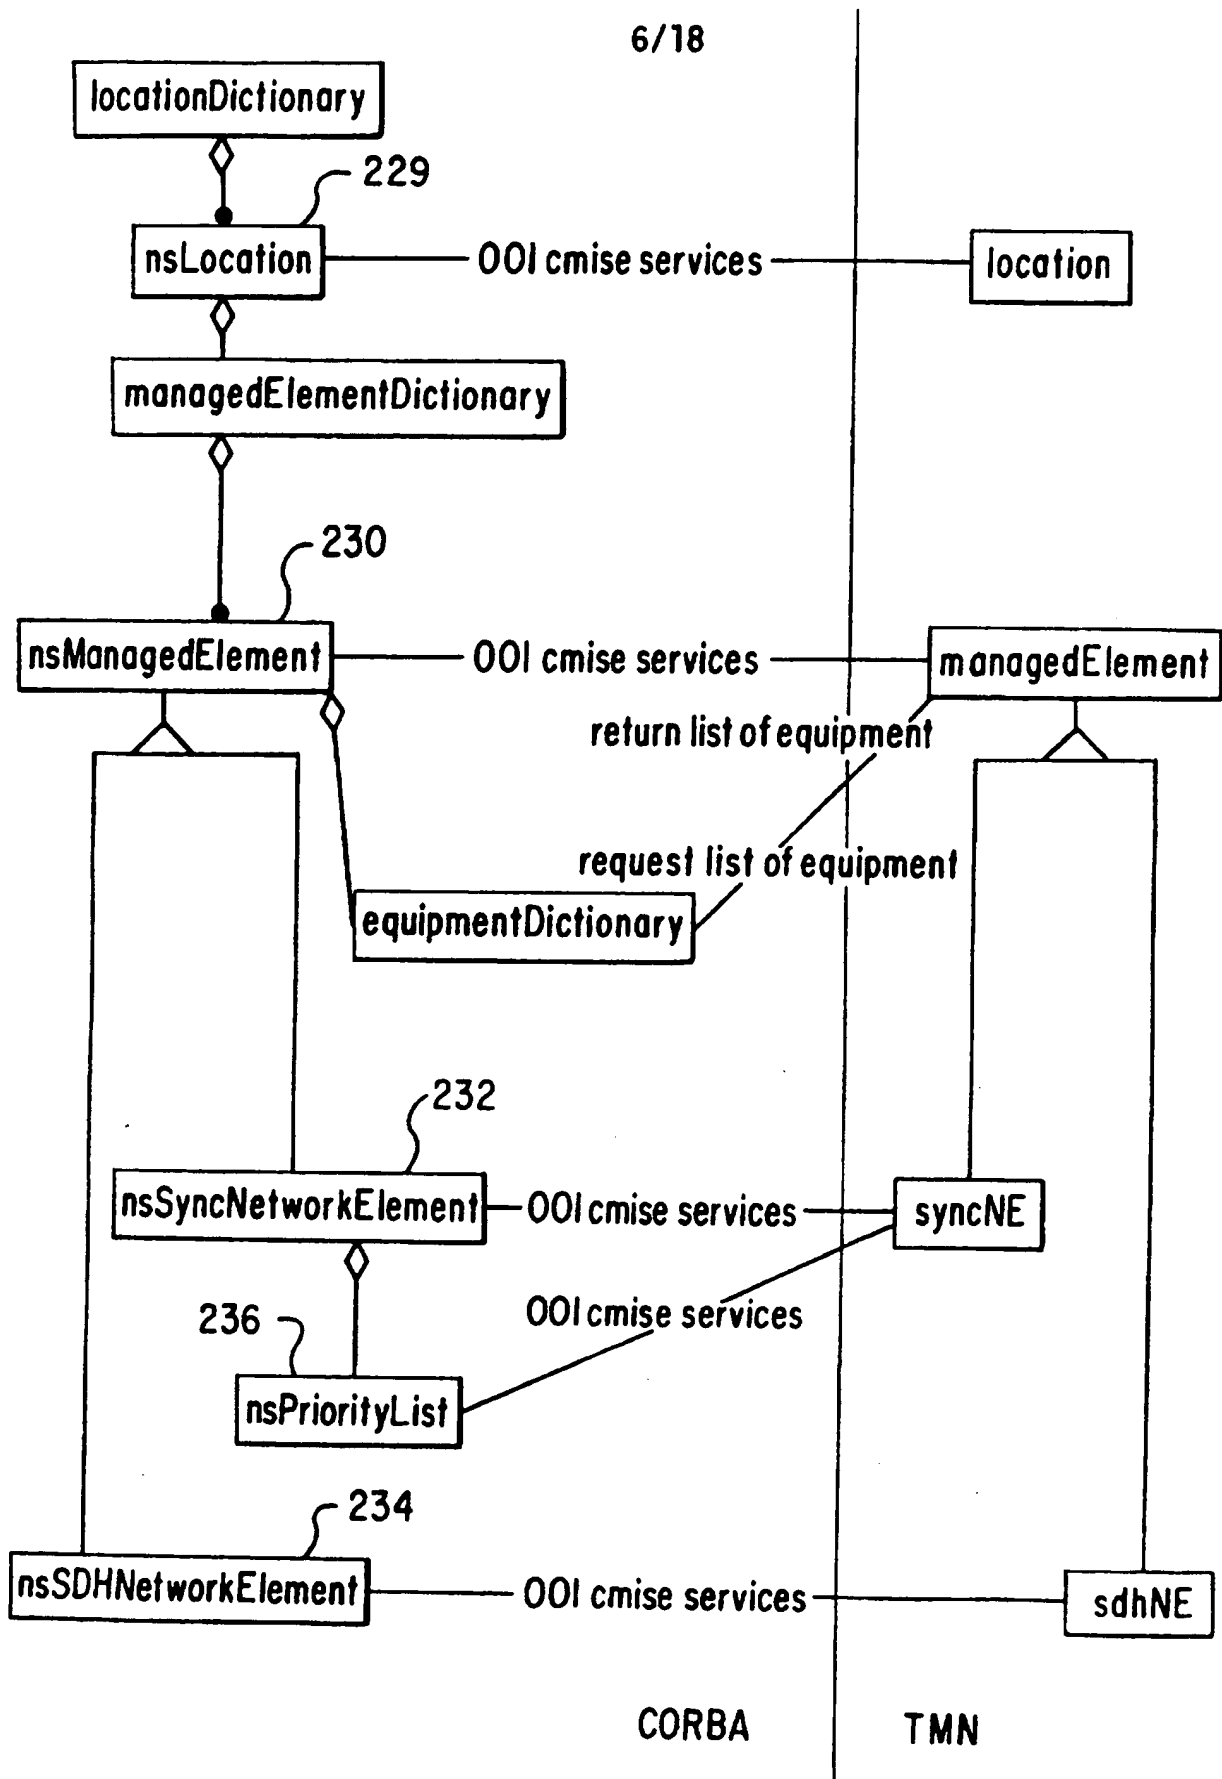 6/18
locationDictionary
229
nsLocation
OOI cmise services
location
managedElementDictionary
230
nsManagedElement
OOI cmise services
managedElement
return list of equipment
request list of equipment
equipmentDictionary
232
nsSyncNetworkElement
OOI cmise services
syncNE
OOI cmise services
236
nsPriorityList
234
nsSDHNetworkElement
OOI cmise services
sdhNE
CORBA
TMN